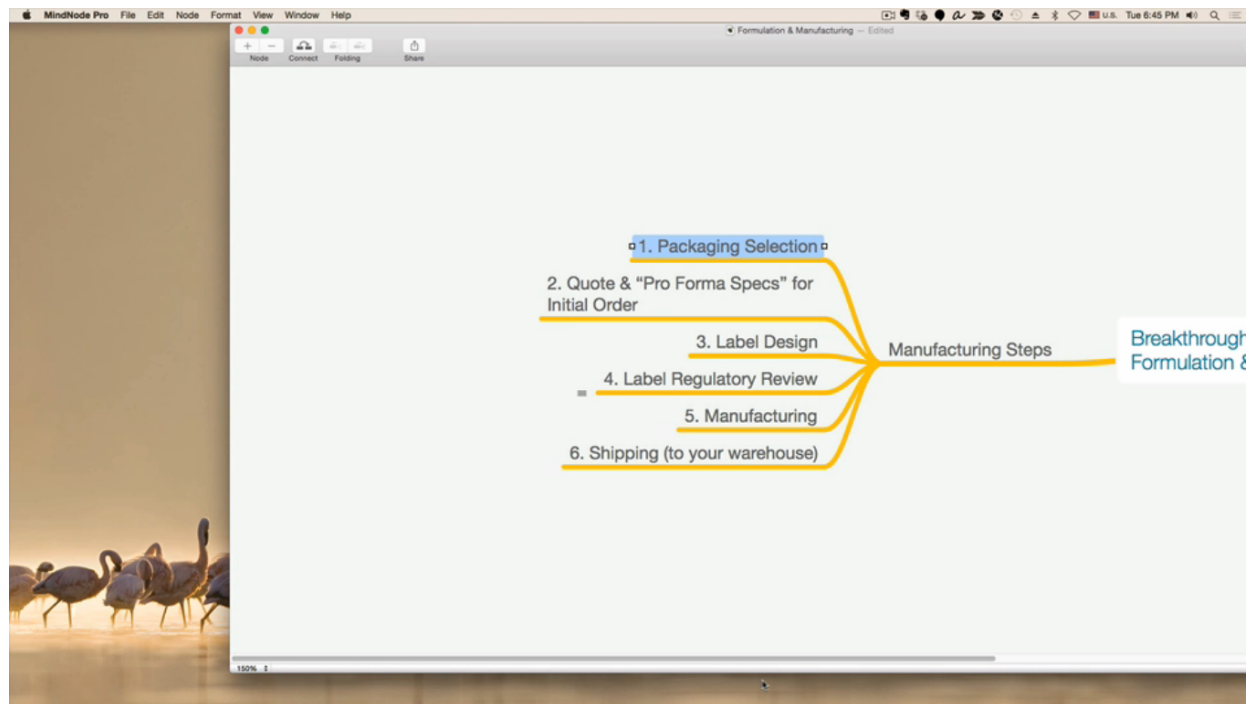 MindNode Pro File Edit Node Format View Window Help
U.S. Tue 6:45 PM
Formulation & Manufacturing — Edited
Node Connect Folding Share
1. Packaging Selection
2. Quote & “Pro Forma Specs” for
Initial Order
3. Label Design
4. Label Regulatory Review
5. Manufacturing
6. Shipping (to your warehouse)
Manufacturing Steps
Breakthrough
Formulation &
150%